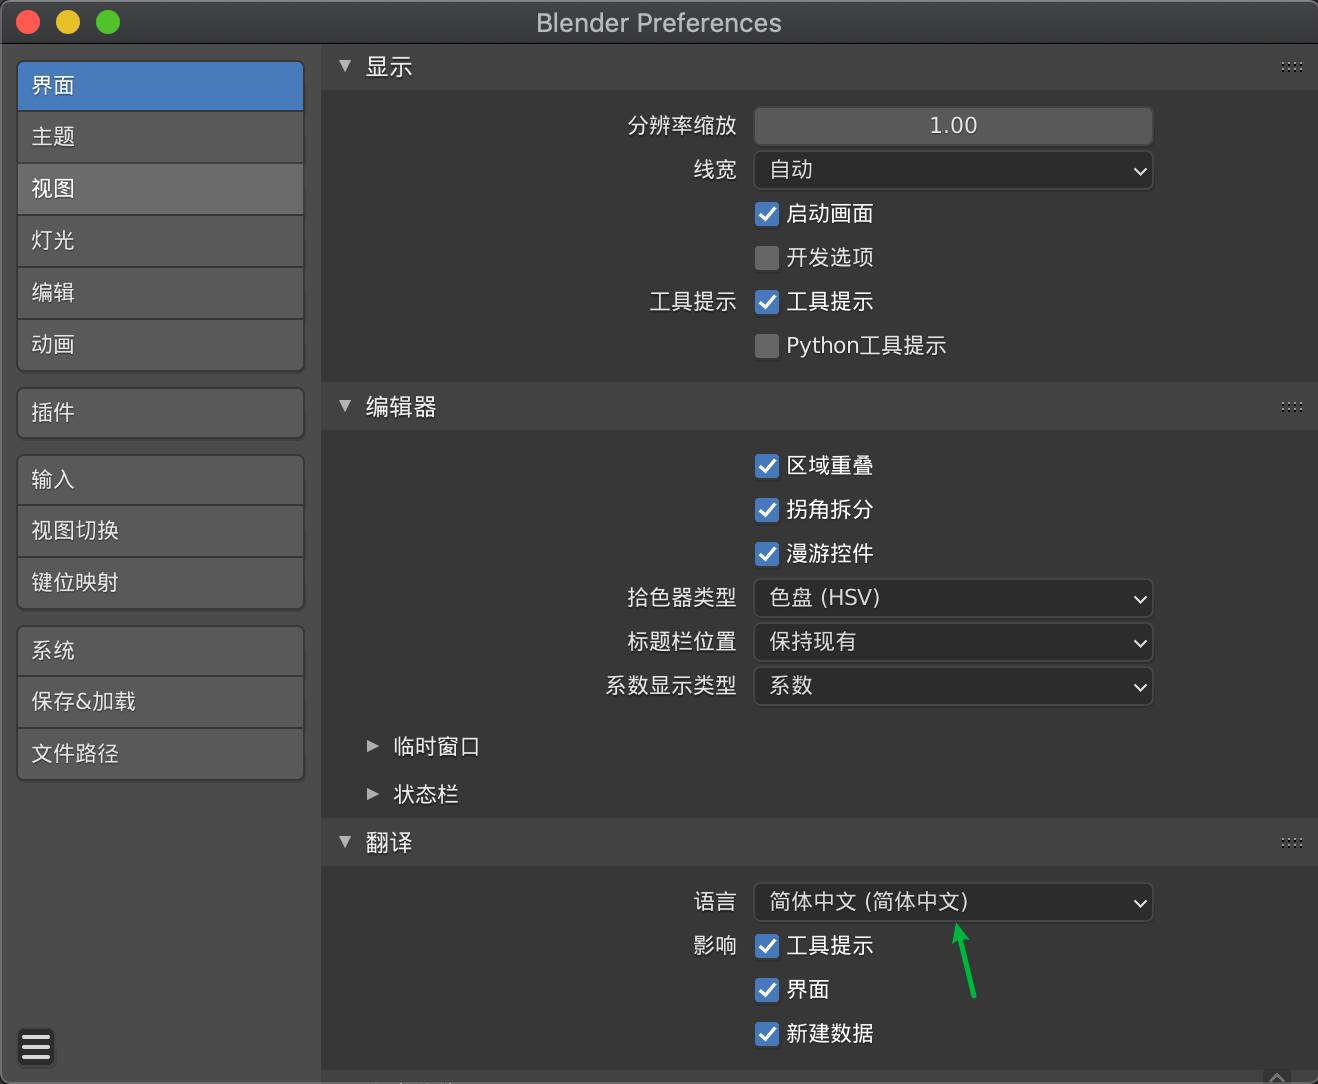 Blender Preferences
界面
主题
视图
灯光
编辑
动画
插件
输入
视图切换
键位映射
系统
保存&加载
文件路径
显示
分辨率缩放 1.00
线宽 自动
启动画面
开发选项
工具提示 工具提示
Python工具提示
编辑器
区域重叠
拐角拆分
漫游控件
拾色器类型 色盘 (HSV)
标题栏位置 保持现有
系数显示类型 系数
临时窗口
状态栏
翻译
语言 简体中文 (简体中文)
影响 工具提示
界面
新建数据